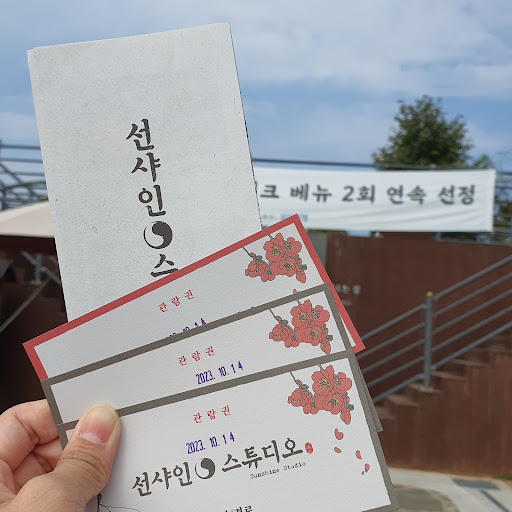 선샤인 스
크 베뉴 2회 연속 선정
관람권
관람권
2023. 10. 14
관람권
2023. 10. 14
선샤인 스튜디오
Sunshine Studio